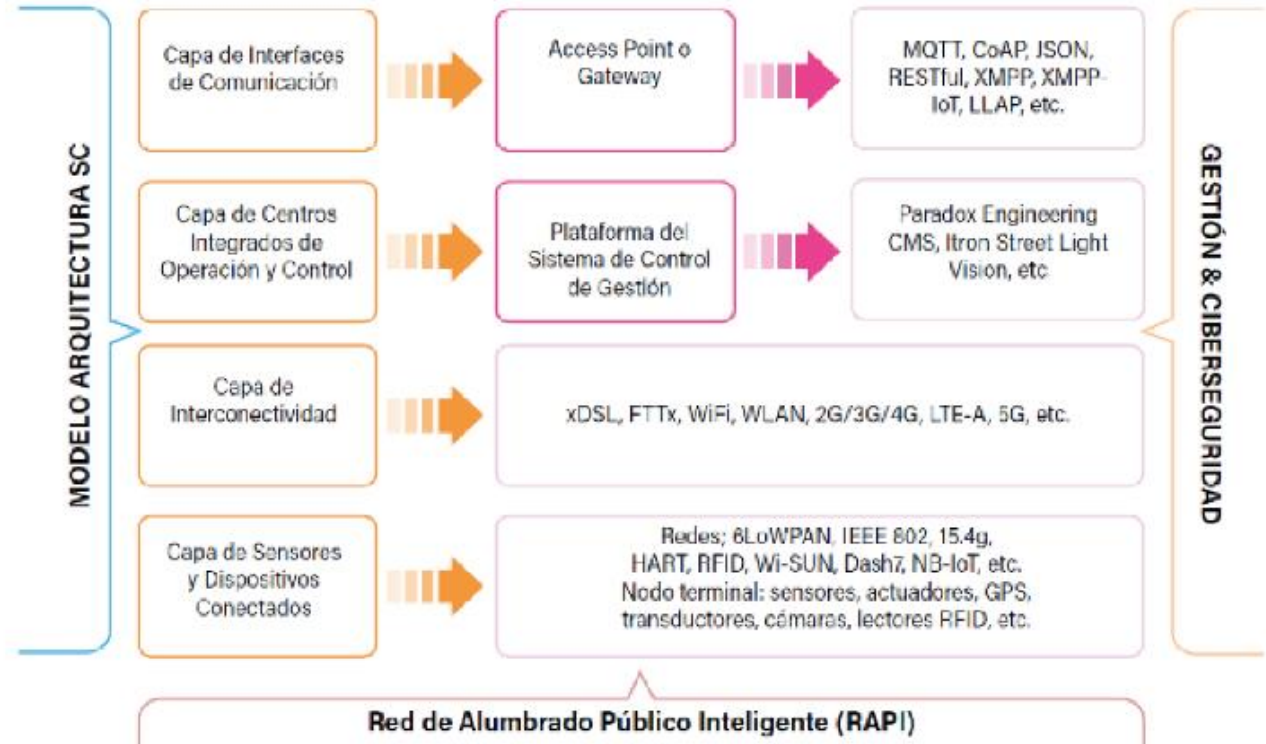 MODELO ARQUITECTURA SC
Capa de Interfaces
de Comunicación
Access Point o
Gateway
MQTT, CoAP, JSON,
RESTful, XMPP, XMPP-
IoT, LLAP, etc.
Capa de Centros
Integrados de
Operación y Control
Plataforma del
Sistema de Control
de Gestión
Paradox Engineering
CMS, Itron Street Light
Vision, etc
Capa de
Interconectividad
xDSL, FTTx, WiFi, WLAN, 2G/3G/4G, LTE-A, 5G, etc.
Capa de Sensores
y Dispositivos
Conectados
Redes; 6LoWPAN, IEEE 802, 15.4g,
HART, RFID, Wi-SUN, Dash7, NB-IoT, etc.
Nodo terminal: sensores, actuadores, GPS,
transductores, cámaras, lectores RFID, etc.
GESTIÓN & CIBERSEGURIDAD
Red de Alumbrado Público Inteligente (RAPI)